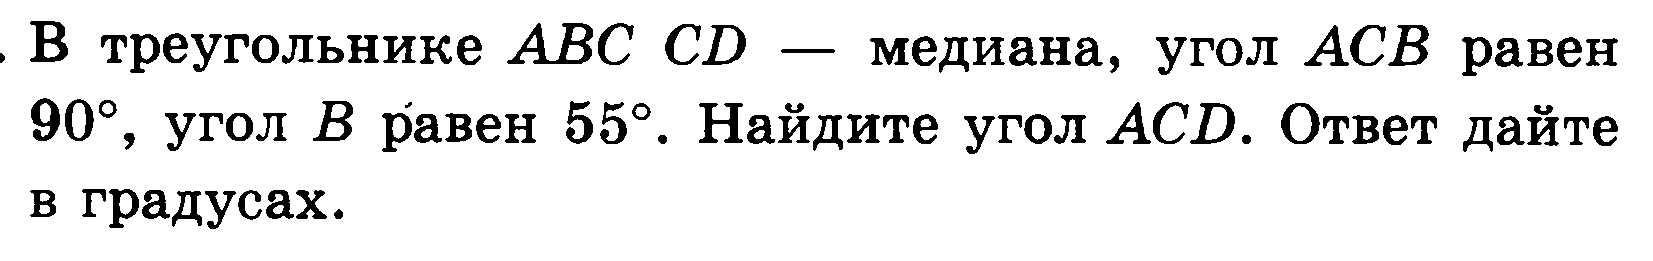 . В треугольнике ABC CD — медиана, угол ACB равен
90°, угол B равен 55°. Найдите угол ACD. Ответ дайте
в градусах.